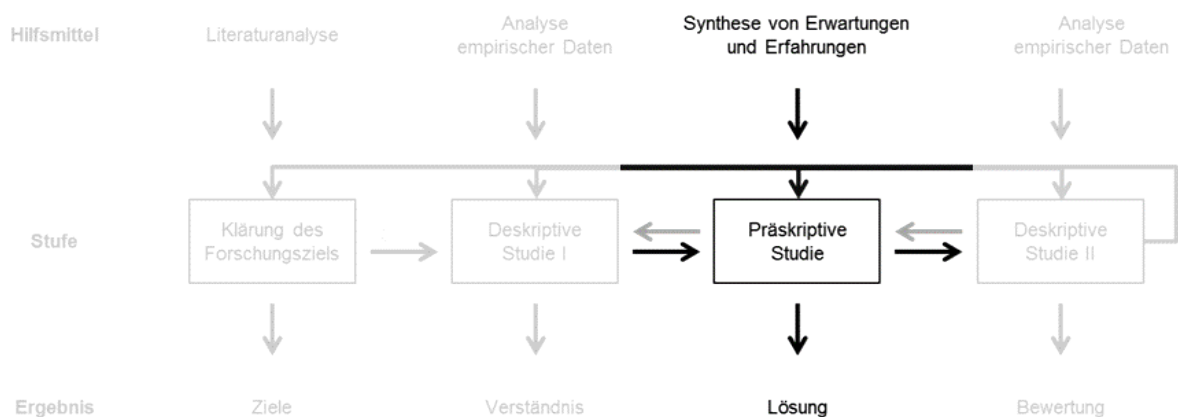 Hilfsmittel
Literaturanalyse
Analyse
empirischer Daten
Synthese von Erwartungen
und Erfahrungen
Analyse
empirischer Daten
Stufe
Klärung des
Forschungsziels
Deskriptive
Studie I
Präskriptive
Studie
Deskriptive
Studie II
Ergebnis
Ziele
Verständnis
Lösung
Bewertung